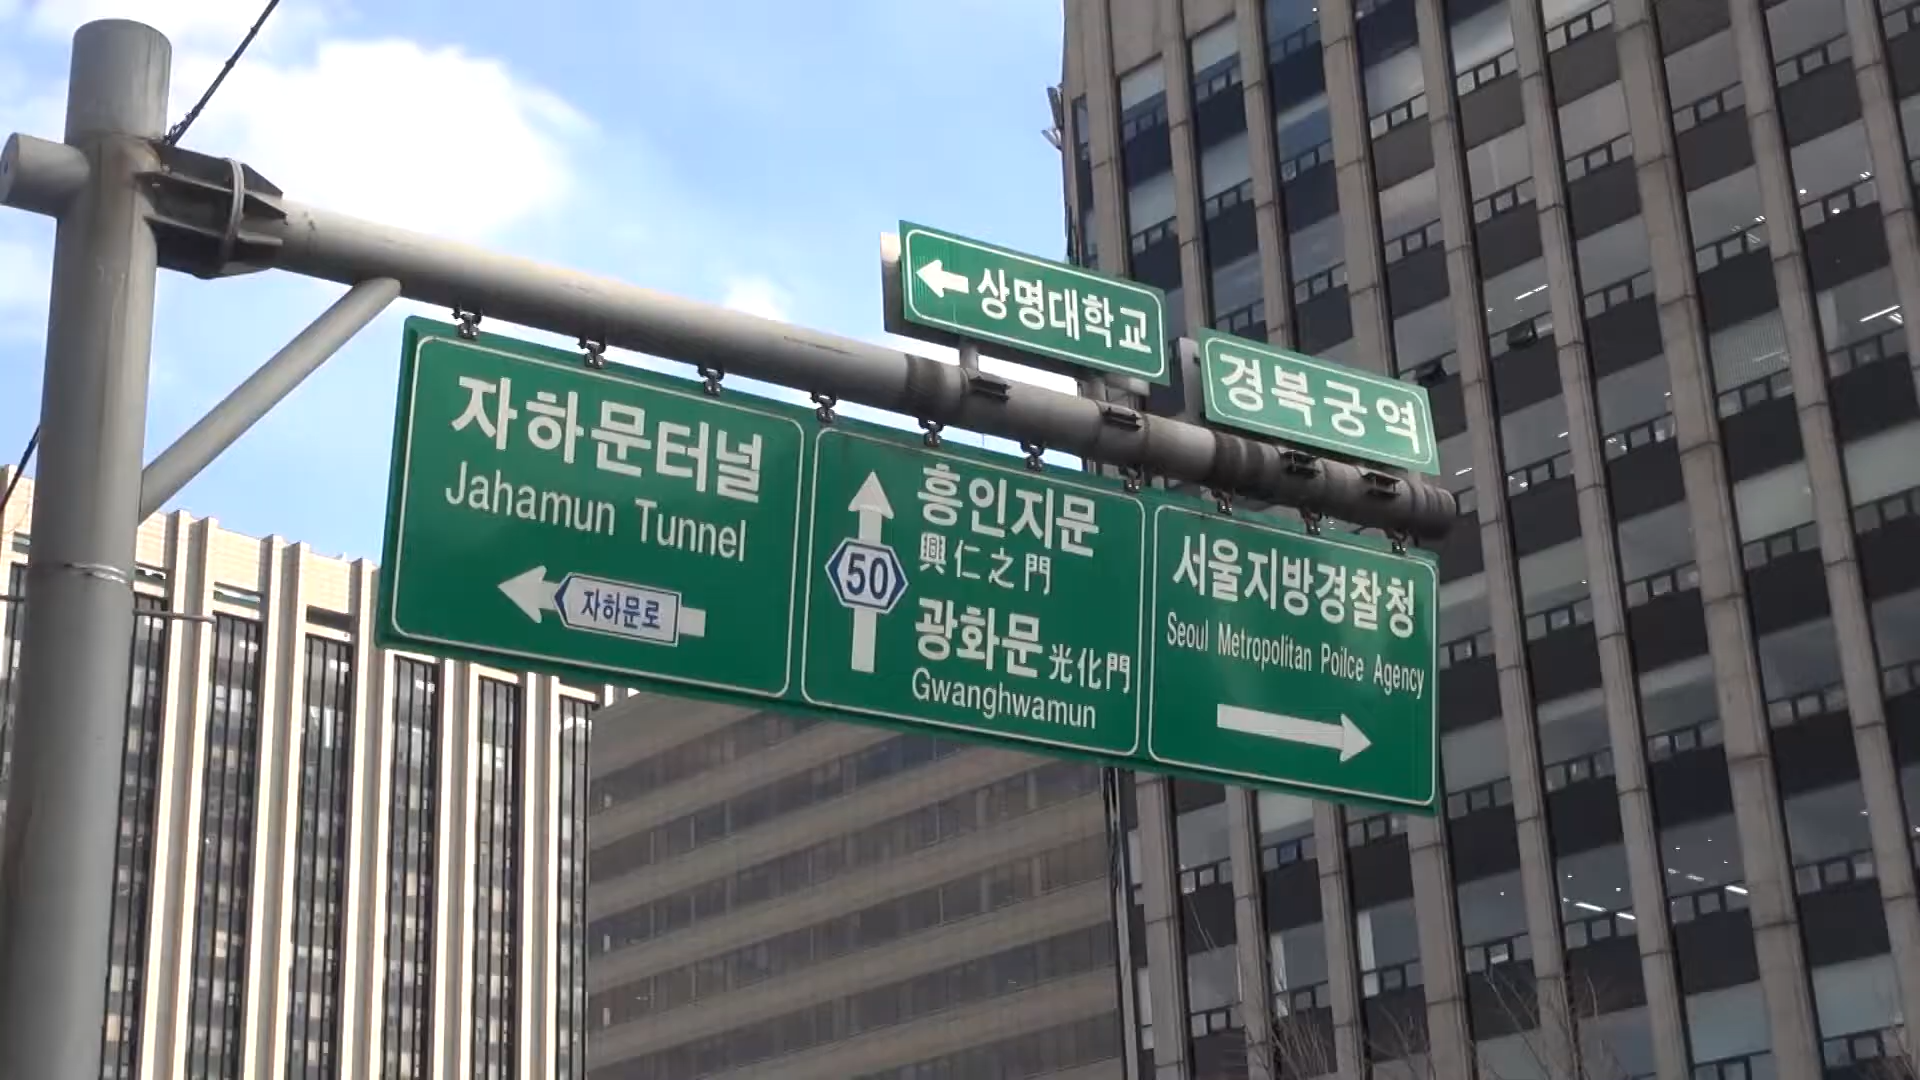 상명대학교
경복궁역
자하문터널
Jahamun Tunnel
자하문로
흥인지문
興仁之門
50
광화문 光化門
Gwanghwamun
서울지방경찰청
Seoul Metropolitan Poilce Agency